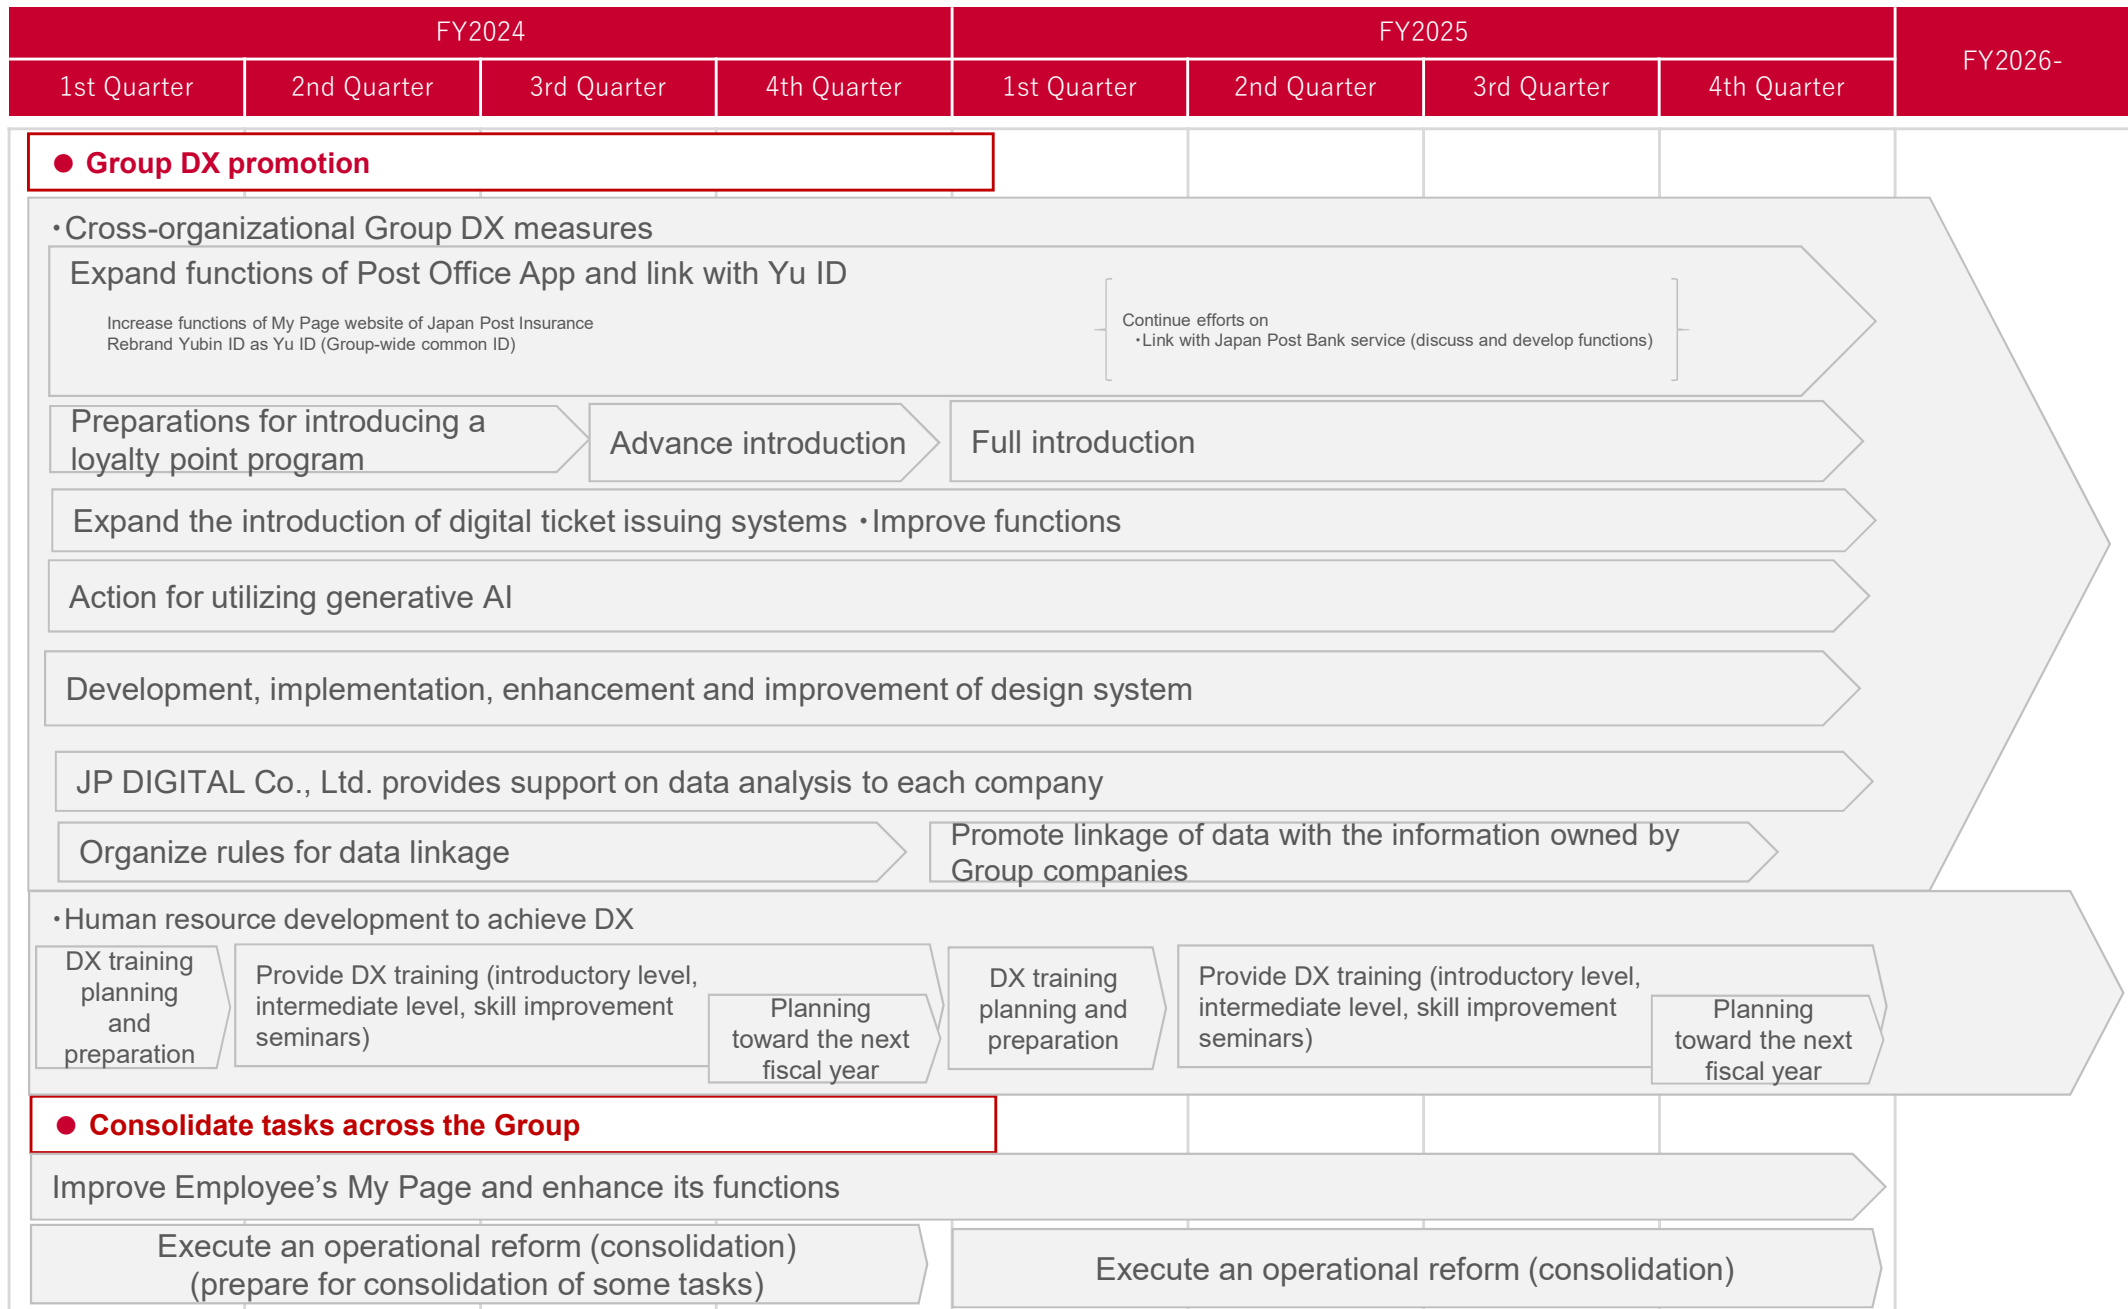 FY2024
FY2025
FY2026-
1st Quarter
2nd Quarter
3rd Quarter
4th Quarter
1st Quarter
2nd Quarter
3rd Quarter
4th Quarter
● Group DX promotion
・Cross-organizational Group DX measures
Expand functions of Post Office App and link with Yu ID
Increase functions of My Page website of Japan Post Insurance
Rebrand Yubin ID as Yu ID (Group-wide common ID)
Continue efforts on
・Link with Japan Post Bank service (discuss and develop functions)
Preparations for introducing a
loyalty point program
Advance introduction
Full introduction
Expand the introduction of digital ticket issuing systems ・Improve functions
Action for utilizing generative AI
Development, implementation, enhancement and improvement of design system
JP DIGITAL Co., Ltd. provides support on data analysis to each company
Organize rules for data linkage
Promote linkage of data with the information owned by
Group companies
・Human resource development to achieve DX
DX training
planning
and
preparation
Provide DX training (introductory level,
intermediate level, skill improvement
seminars)
Planning
toward the next
fiscal year
DX training
planning and
preparation
Provide DX training (introductory level,
intermediate level, skill improvement
seminars)
Planning
toward the next
fiscal year
● Consolidate tasks across the Group
Improve Employee's My Page and enhance its functions
Execute an operational reform (consolidation)
(prepare for consolidation of some tasks)
Execute an operational reform (consolidation)